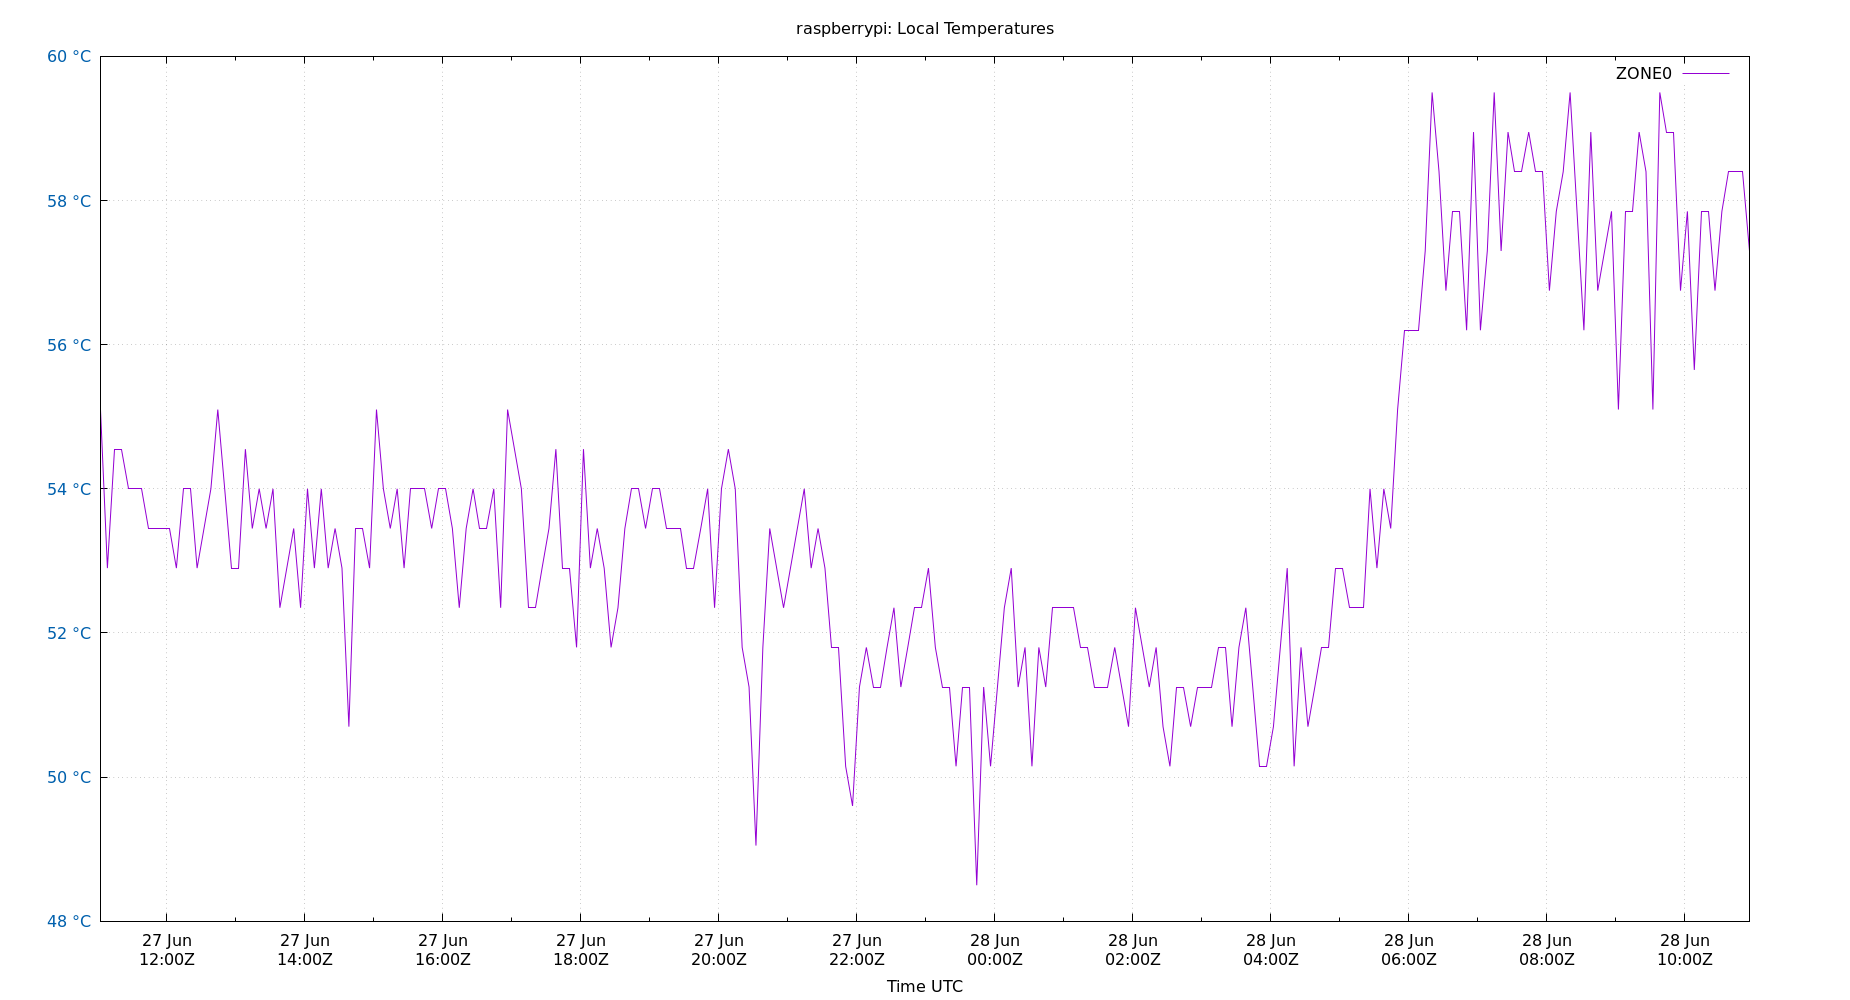 raspberrypi: Local Temperatures
60 °C
ZONE0
58 °C
56 °C
54 °C
52 °C
50 °C
48 °C
27 Jun 27 Jun 27 Jun 27 Jun 27 Jun 27 Jun 28 Jun 28 Jun 28 Jun 28 Jun 28 Jun 28 Jun
12:00Z 14:00Z 16:00Z 18:00Z 20:00Z 22:00Z 00:00Z 02:00Z 04:00Z 06:00Z 08:00Z 10:00Z
Time UTC